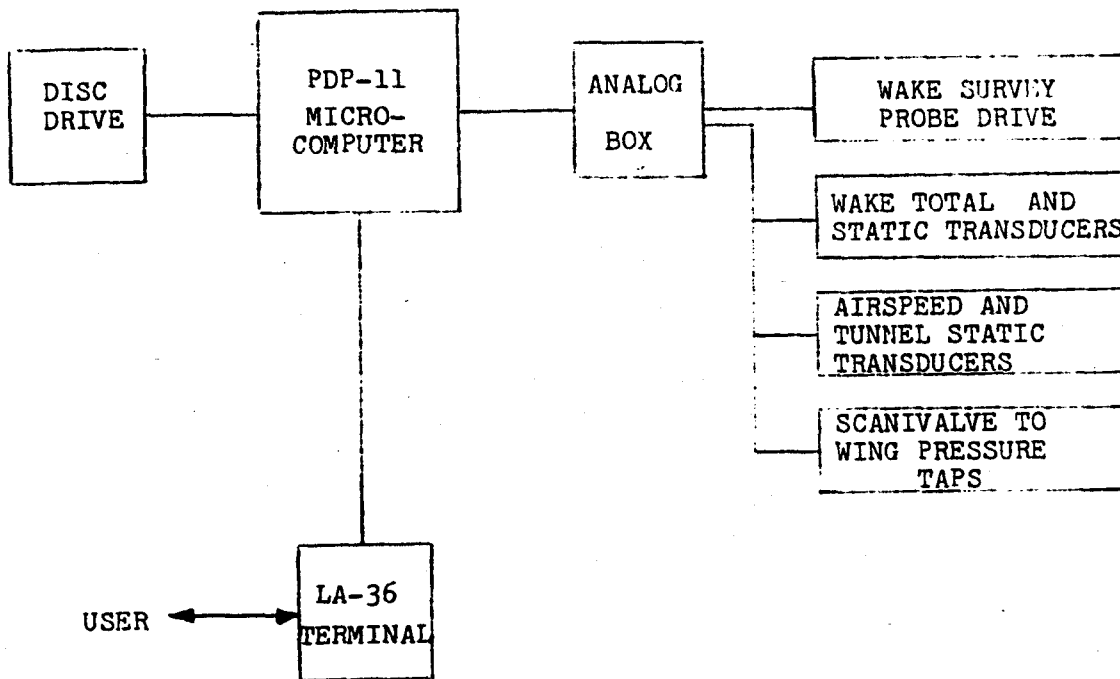 DISC
DRIVE
PDP-11
MICRO-
COMPUTER
ANALOG
BOX
WAKE SURVEY
PROBE DRIVE
WAKE TOTAL AND
STATIC TRANSDUCERS
AIRSPEED AND
TUNNEL STATIC
TRANSDUCERS
SCANIVALVE TO
WING PRESSURE
TAPS
USER
LA-36
TERMINAL